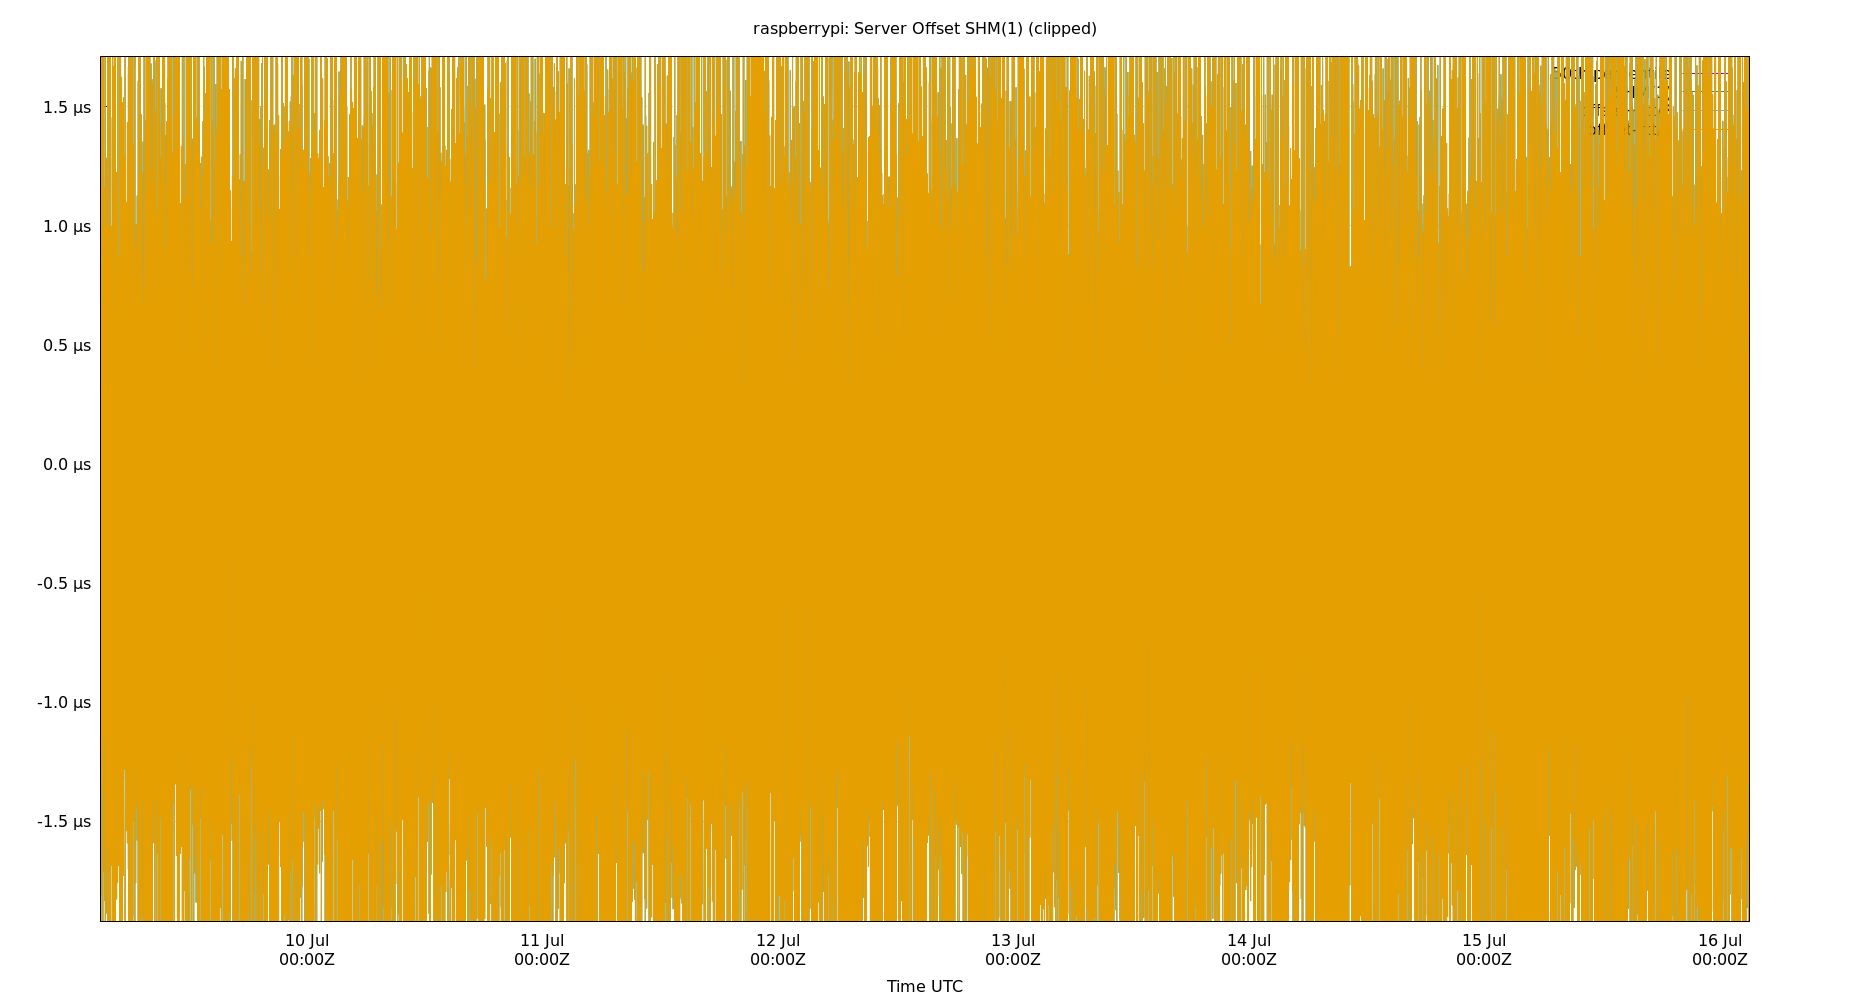 raspberrypi: Server Offset SHM(1) (clipped)
1.5 µs
1.0 µs
0.5 µs
0.0 µs
-0.5 µs
-1.0 µs
-1.5 µs
10 Jul 11 Jul 12 Jul 13 Jul 14 Jul 15 Jul 16 Jul
00:00Z 00:00Z 00:00Z 00:00Z 00:00Z 00:00Z 00:00Z
Time UTC